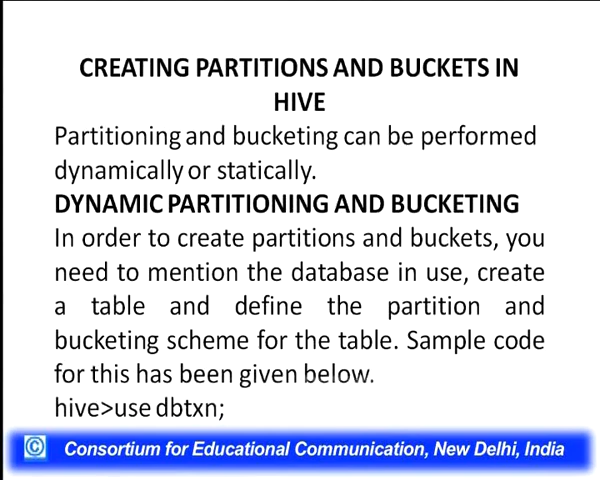 CREATING PARTITIONS AND BUCKETS IN
HIVE
Partitioning and bucketing can be performed
dynamically or statically.
DYNAMIC PARTITIONING AND BUCKETING
In order to create partitions and buckets, you
need to mention the database in use, create
a table and define the partition and
bucketing scheme for the table. Sample code
for this has been given below.
hive>use dbtxn;
© Consortium for Educational Communication, New Delhi, India